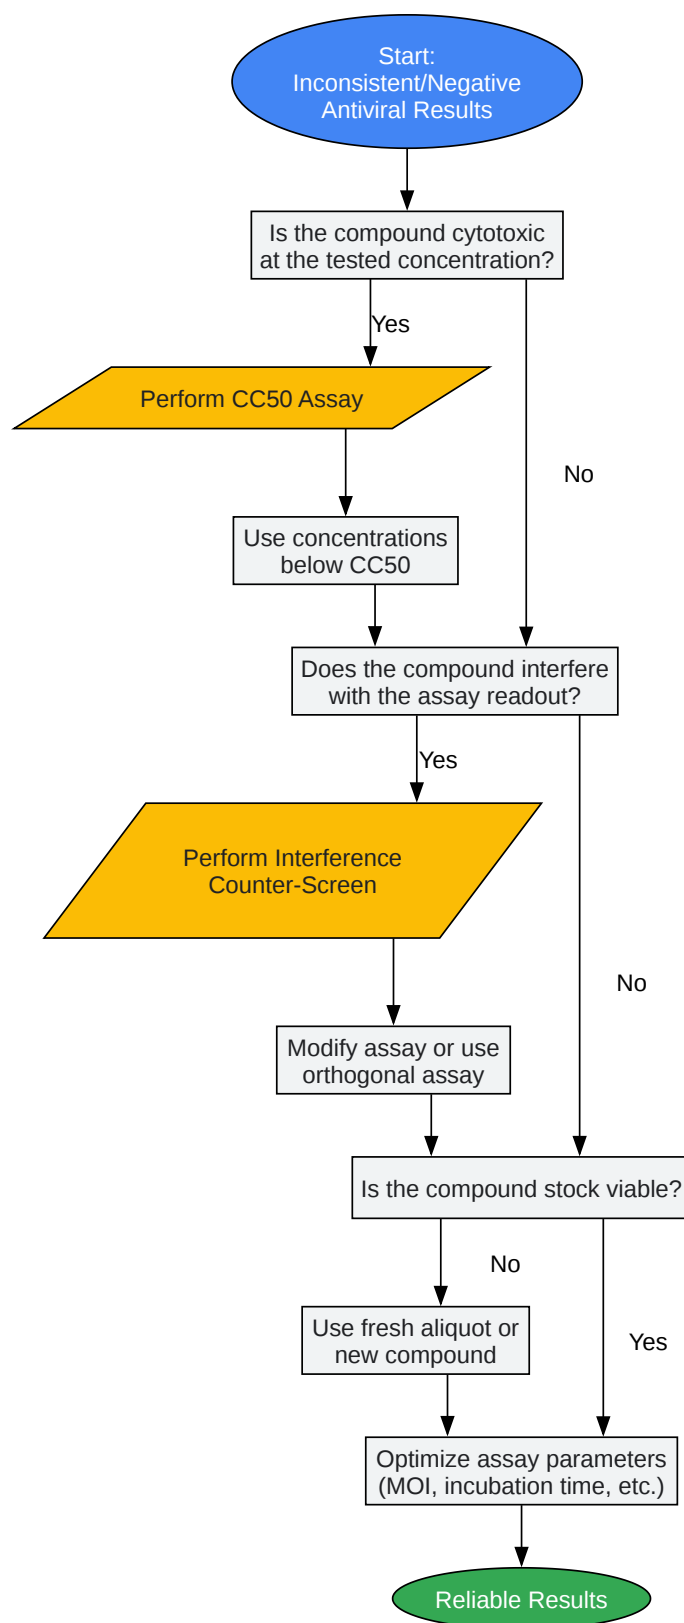 Start:
Inconsistent/Negative
Antiviral Results
Is the compound cytotoxic
at the tested concentration?
Yes
Perform CC50 Assay
No
Use concentrations
below CC50
Does the compound interfere
with the assay readout?
Yes
Perform Interference
Counter-Screen
No
Modify assay or use
orthogonal assay
Is the compound stock viable?
No
Use fresh aliquot or
new compound
Yes
Optimize assay parameters
(MOI, incubation time, etc.)
Reliable Results